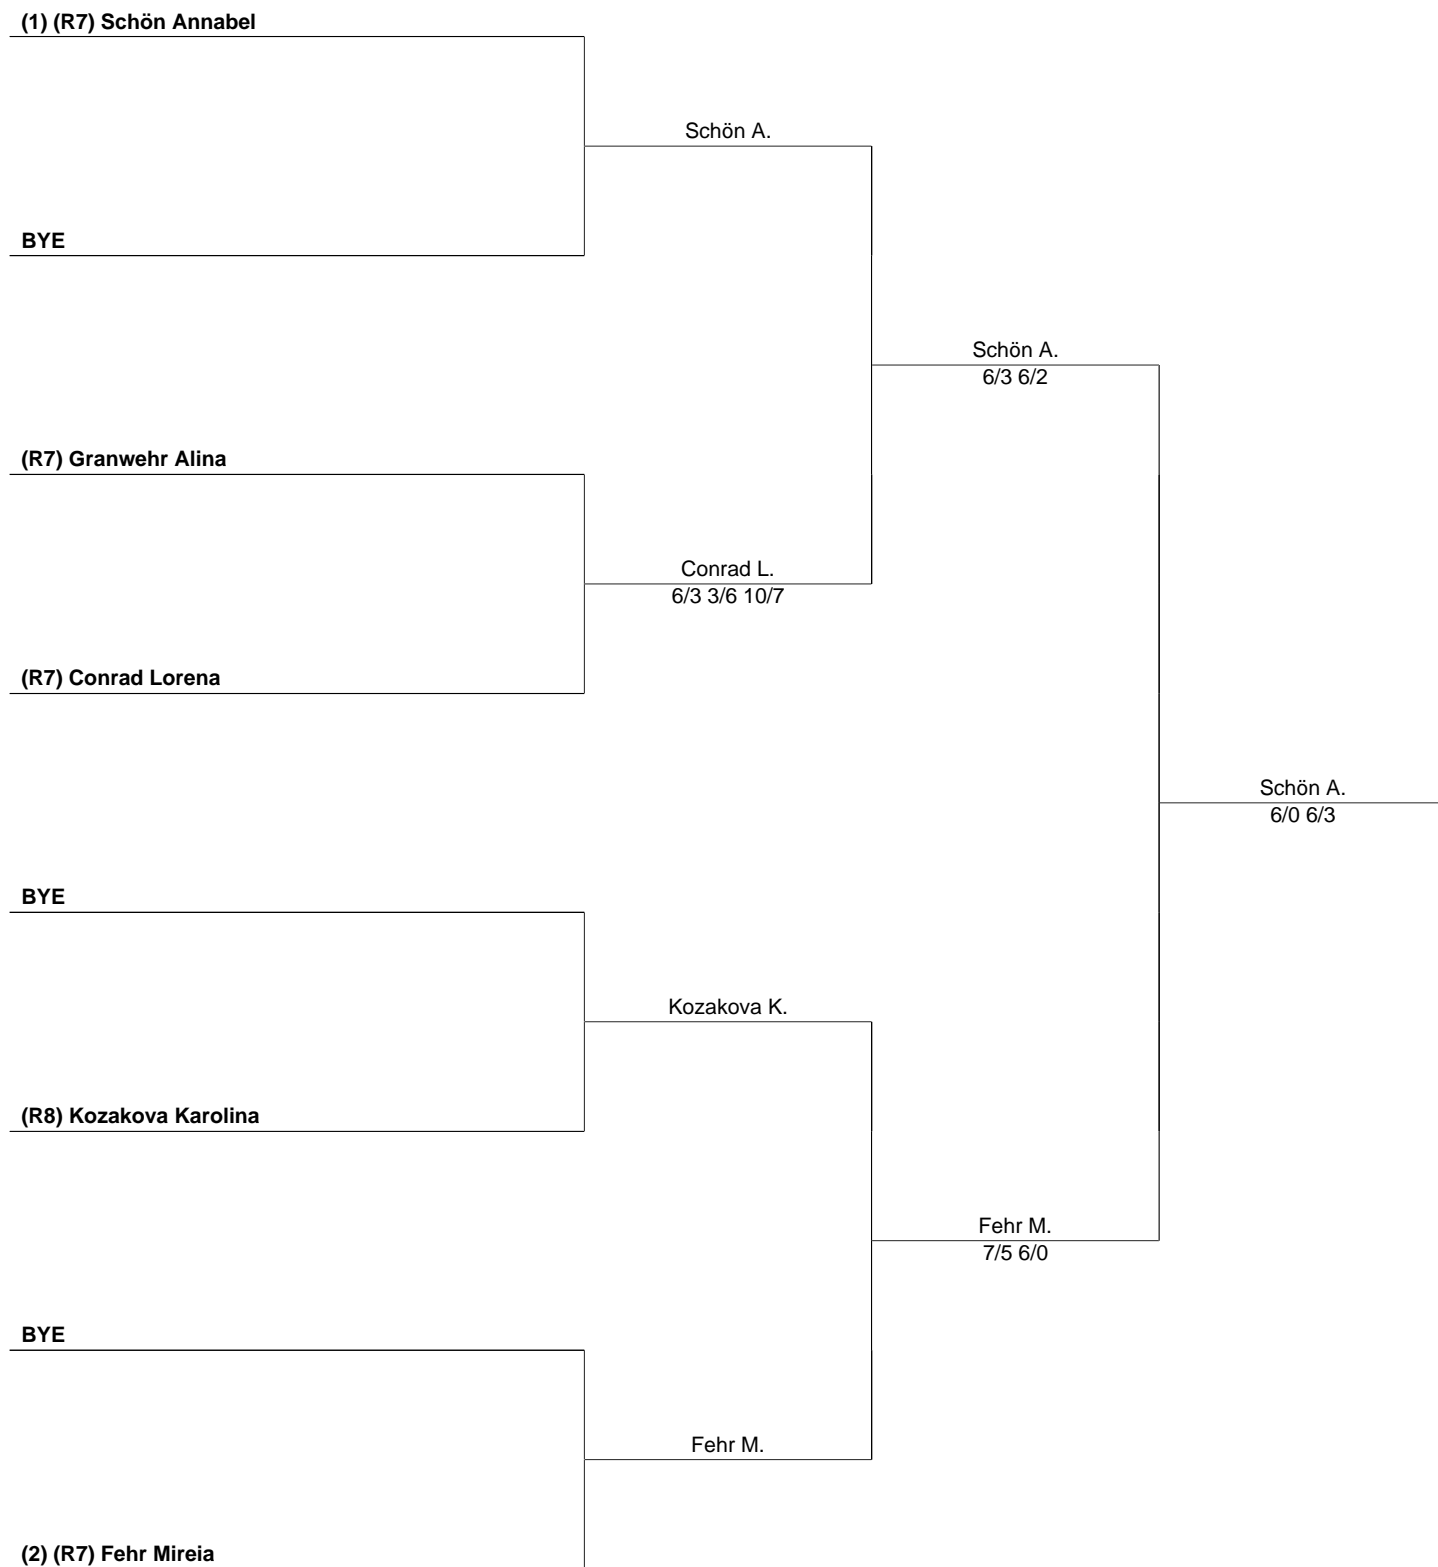 (1) (R7) Schön Annabel
Schön A.
BYE
Schön A.
6/3 6/2
(R7) Granwehr Alina
Conrad L.
6/3 3/6 10/7
(R7) Conrad Lorena
Schön A.
6/0 6/3
BYE
Kozakova K.
(R8) Kozakova Karolina
Fehr M.
7/5 6/0
BYE
Fehr M.
(2) (R7) Fehr Mireia